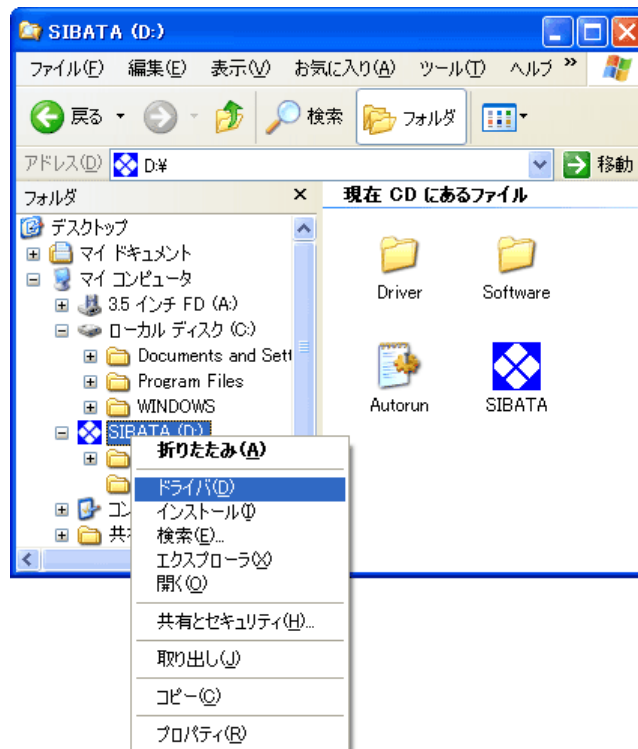 SIBATA (D:)
ファイル(F) 編集(E) 表示(V) お気に入り(A) ツール(T) ヘルプ »
戻る 検索 フォルダ
アドレス(D) D:¥ 移動
フォルダ ×
デスクトップ
マイ ドキュメント
マイ コンピュータ
3.5 インチ FD (A:)
ローカル ディスク (C:)
Documents and Sett
Program Files
WINDOWS
SIBATA (D:)
コン
共
現在 CD にあるファイル
Driver Software
Autorun SIBATA
折りたたみ(A)
ドライバ(D)
インストール(I)
検索(E)...
エクスプローラ(X)
開く(O)
共有とセキュリティ(H)...
取り出し(J)
コピー(C)
プロパティ(R)